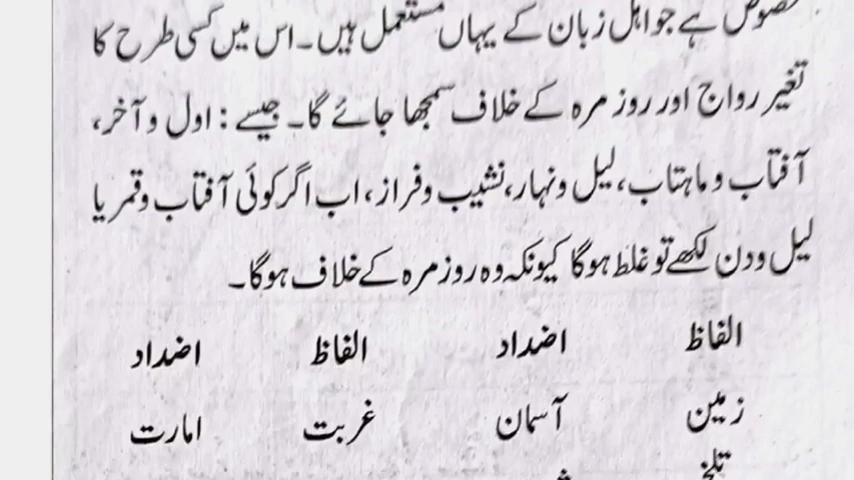 مخصوص ہے جو اہل زبان کے یہاں مستعمل ہیں۔ اس میں کسی طرح کا
تغیر رواج اور روز مرہ کے خلاف سمجھا جائے گا۔ جیسے : اول و آخر،
آفتاب و ماہتاب، لیل و نہار، نشیب و فراز، اب اگر کوئی آفتاب و قمر یا
لیل و دن لکھے تو غلط ہوگا کیونکہ وہ روز مرہ کے خلاف ہوگا۔
الفاظ اضداد الفاظ اضداد
زمین آسمان غربت امارت
تلخ